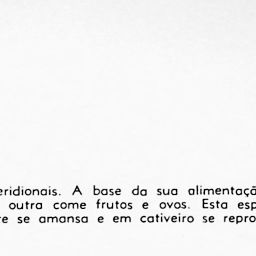 eridionais. A base da sua alimentaçã
outra come frutos e ovos. Esta esp
e se amansa e em cativeiro se repro